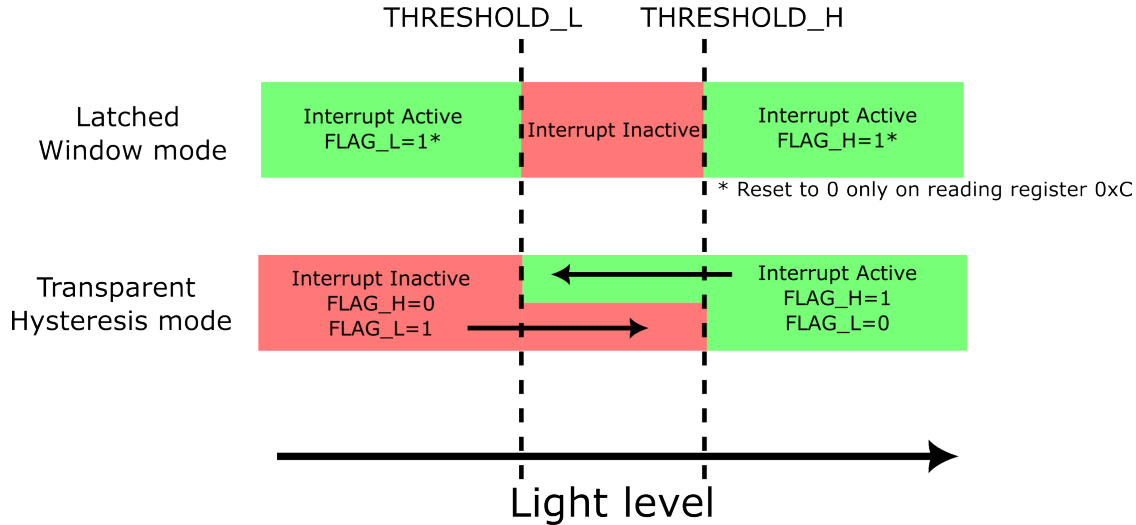 THRESHOLD_L THRESHOLD_H
Latched
Window mode
Interrupt Active
FLAG_L=1*
Interrupt Inactive
Interrupt Active
FLAG_H=1*
* Reset to 0 only on reading register 0xC
Transparent
Hysteresis mode
Interrupt Inactive
FLAG_H=0
FLAG_L=1
Interrupt Active
FLAG_H=1
FLAG_L=0
Light level